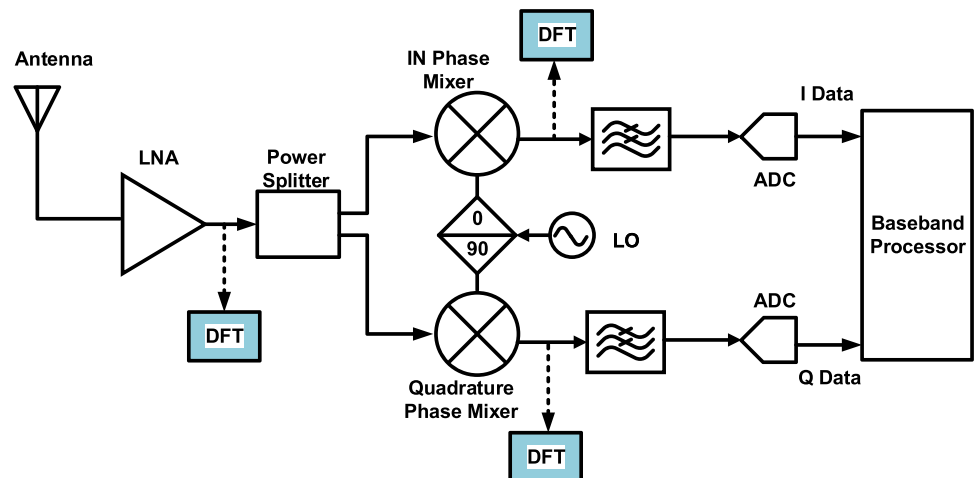 DFT
IN Phase
Mixer
Antenna
I Data
LNA
Power
Splitter
ADC
0
90
LO
Baseband
Processor
ADC
DFT
Q Data
Quadrature
Phase Mixer
DFT